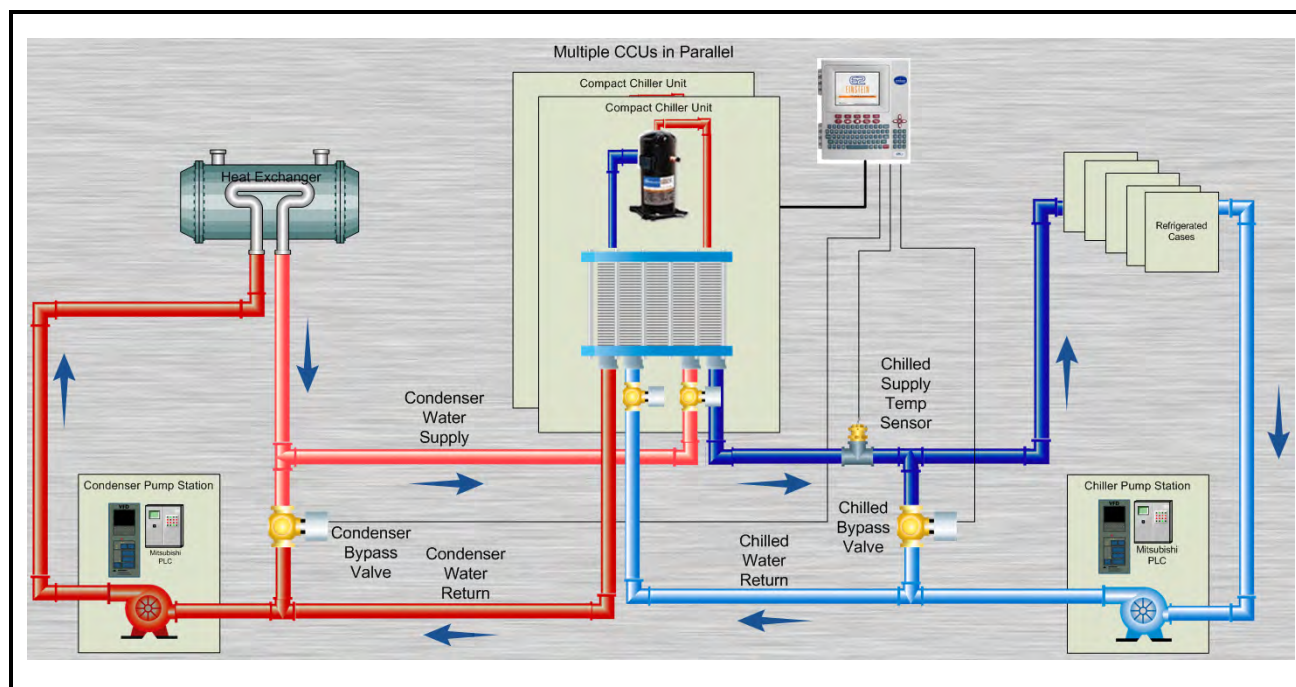 Multiple CCUs in Parallel
Compact Chiller Unit
Compact Chiller Unit
E2
EINSTEIN
Heat Exchanger
Refrigerated
Cases
Condenser
Water
Supply
Chilled
Supply
Temp
Sensor
Condenser Pump Station
VFD
Mitsubishi
PLC
Condenser
Bypass
Valve
Condenser
Water
Return
Chilled
Water
Return
Chilled
Bypass
Valve
Chiller Pump Station
VFD
Mitsubishi
PLC